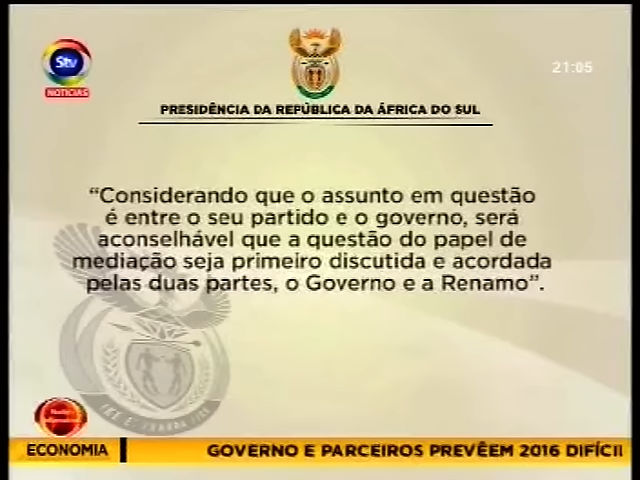 Stv
NOTÍCIAS
21:05
PRESIDÊNCIA DA REPÚBLICA DA ÁFRICA DO SUL
“Considerando que o assunto em questão
é entre o seu partido e o governo, será
aconselhável que a questão do papel de
mediação seja primeiro discutida e acordada
pelas duas partes, o Governo e a Renamo”.
ECONOMIA
GOVERNO E PARCEIROS PREVÊEM 2016 DIFÍCI